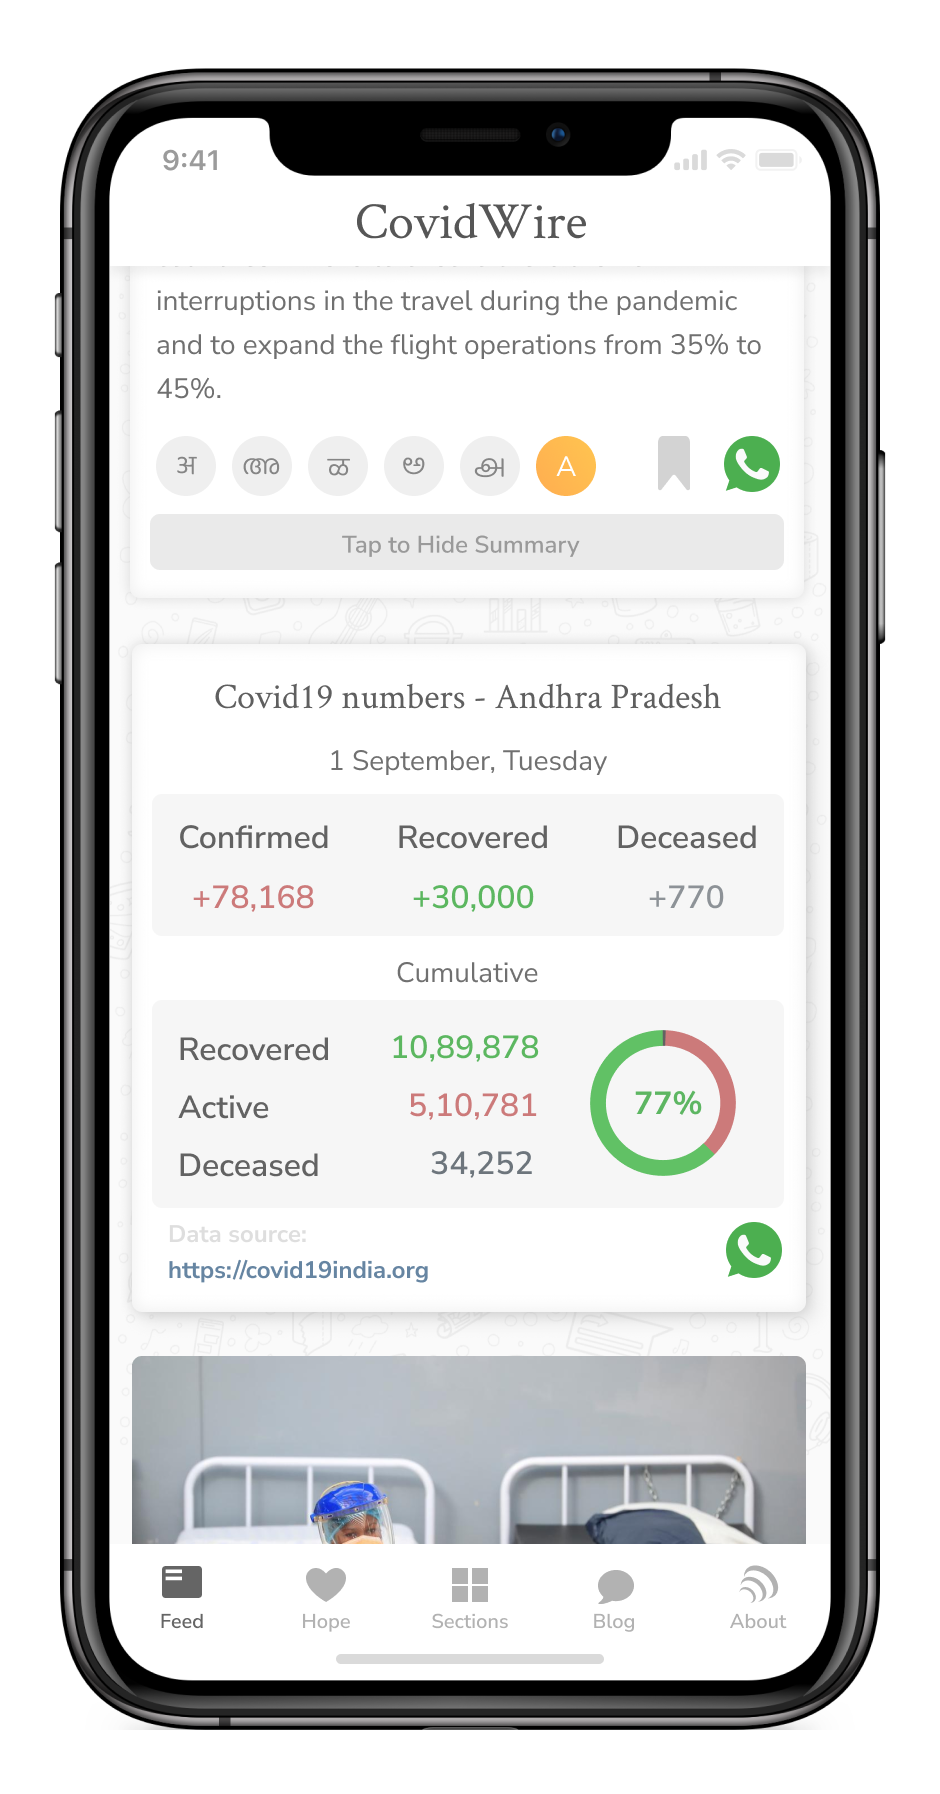 9:41
CovidWire
interruptions in the travel during the pandemic
and to expand the flight operations from 35% to
45%.
अ അ ಕ అ அ A
Tap to Hide Summary
Covid19 numbers - Andhra Pradesh
1 September, Tuesday
Confirmed Recovered Deceased
+78,168 +30,000 +770
Cumulative
Recovered 10,89,878
Active 5,10,781
77%
Deceased 34,252
Data source:
https://covid19india.org
Feed Hope Sections Blog About